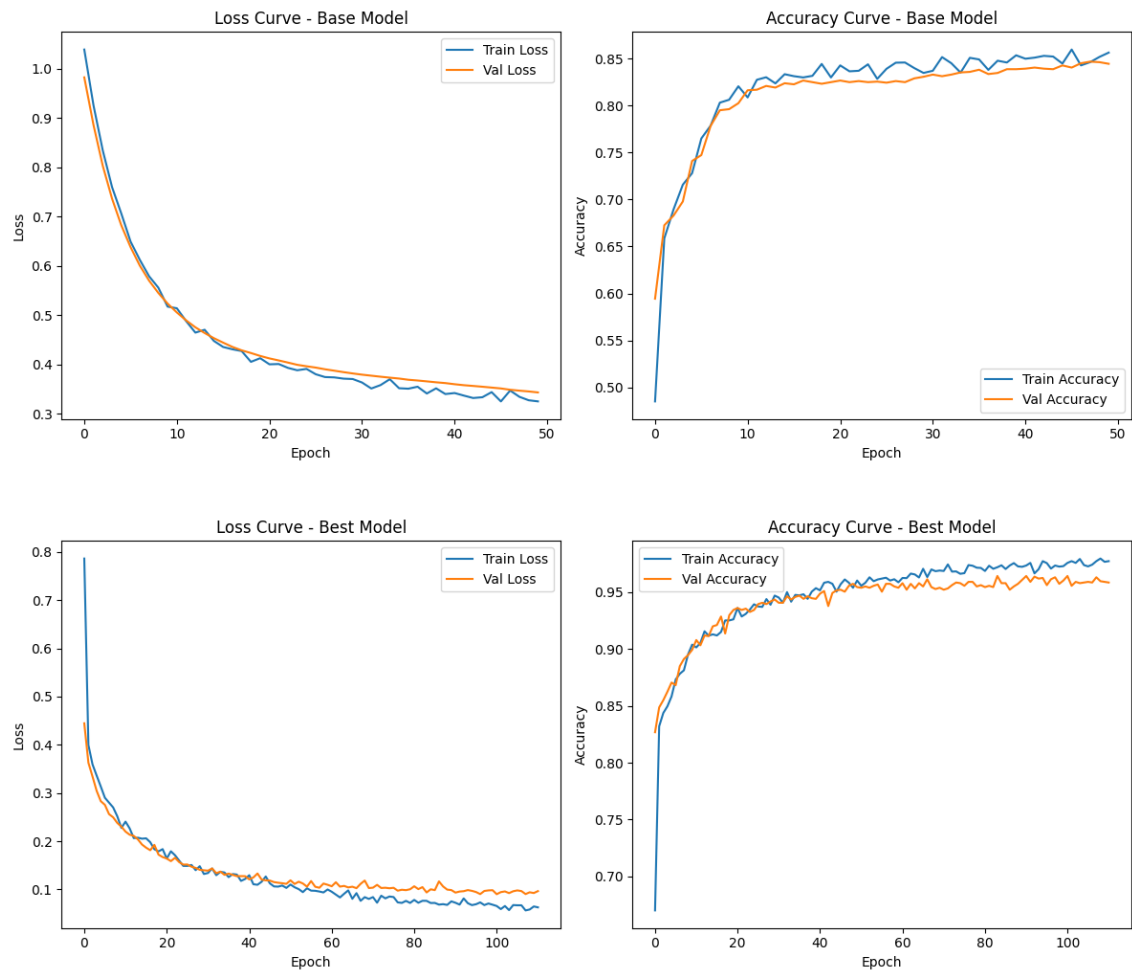 Loss Curve - Base Model
Train Loss
Val Loss
Loss
1.0
0.9
0.8
0.7
0.6
0.5
0.4
0.3
0 10 20 30 40 50
Epoch
Accuracy Curve - Base Model
Train Accuracy
Val Accuracy
Accuracy
0.85
0.80
0.75
0.70
0.65
0.60
0.55
0.50
0 10 20 30 40 50
Epoch
Loss Curve - Best Model
Train Loss
Val Loss
Loss
0.8
0.7
0.6
0.5
0.4
0.3
0.2
0.1
0 20 40 60 80 100
Epoch
Accuracy Curve - Best Model
Train Accuracy
Val Accuracy
Accuracy
0.95
0.90
0.85
0.80
0.75
0.70
0 20 40 60 80 100
Epoch